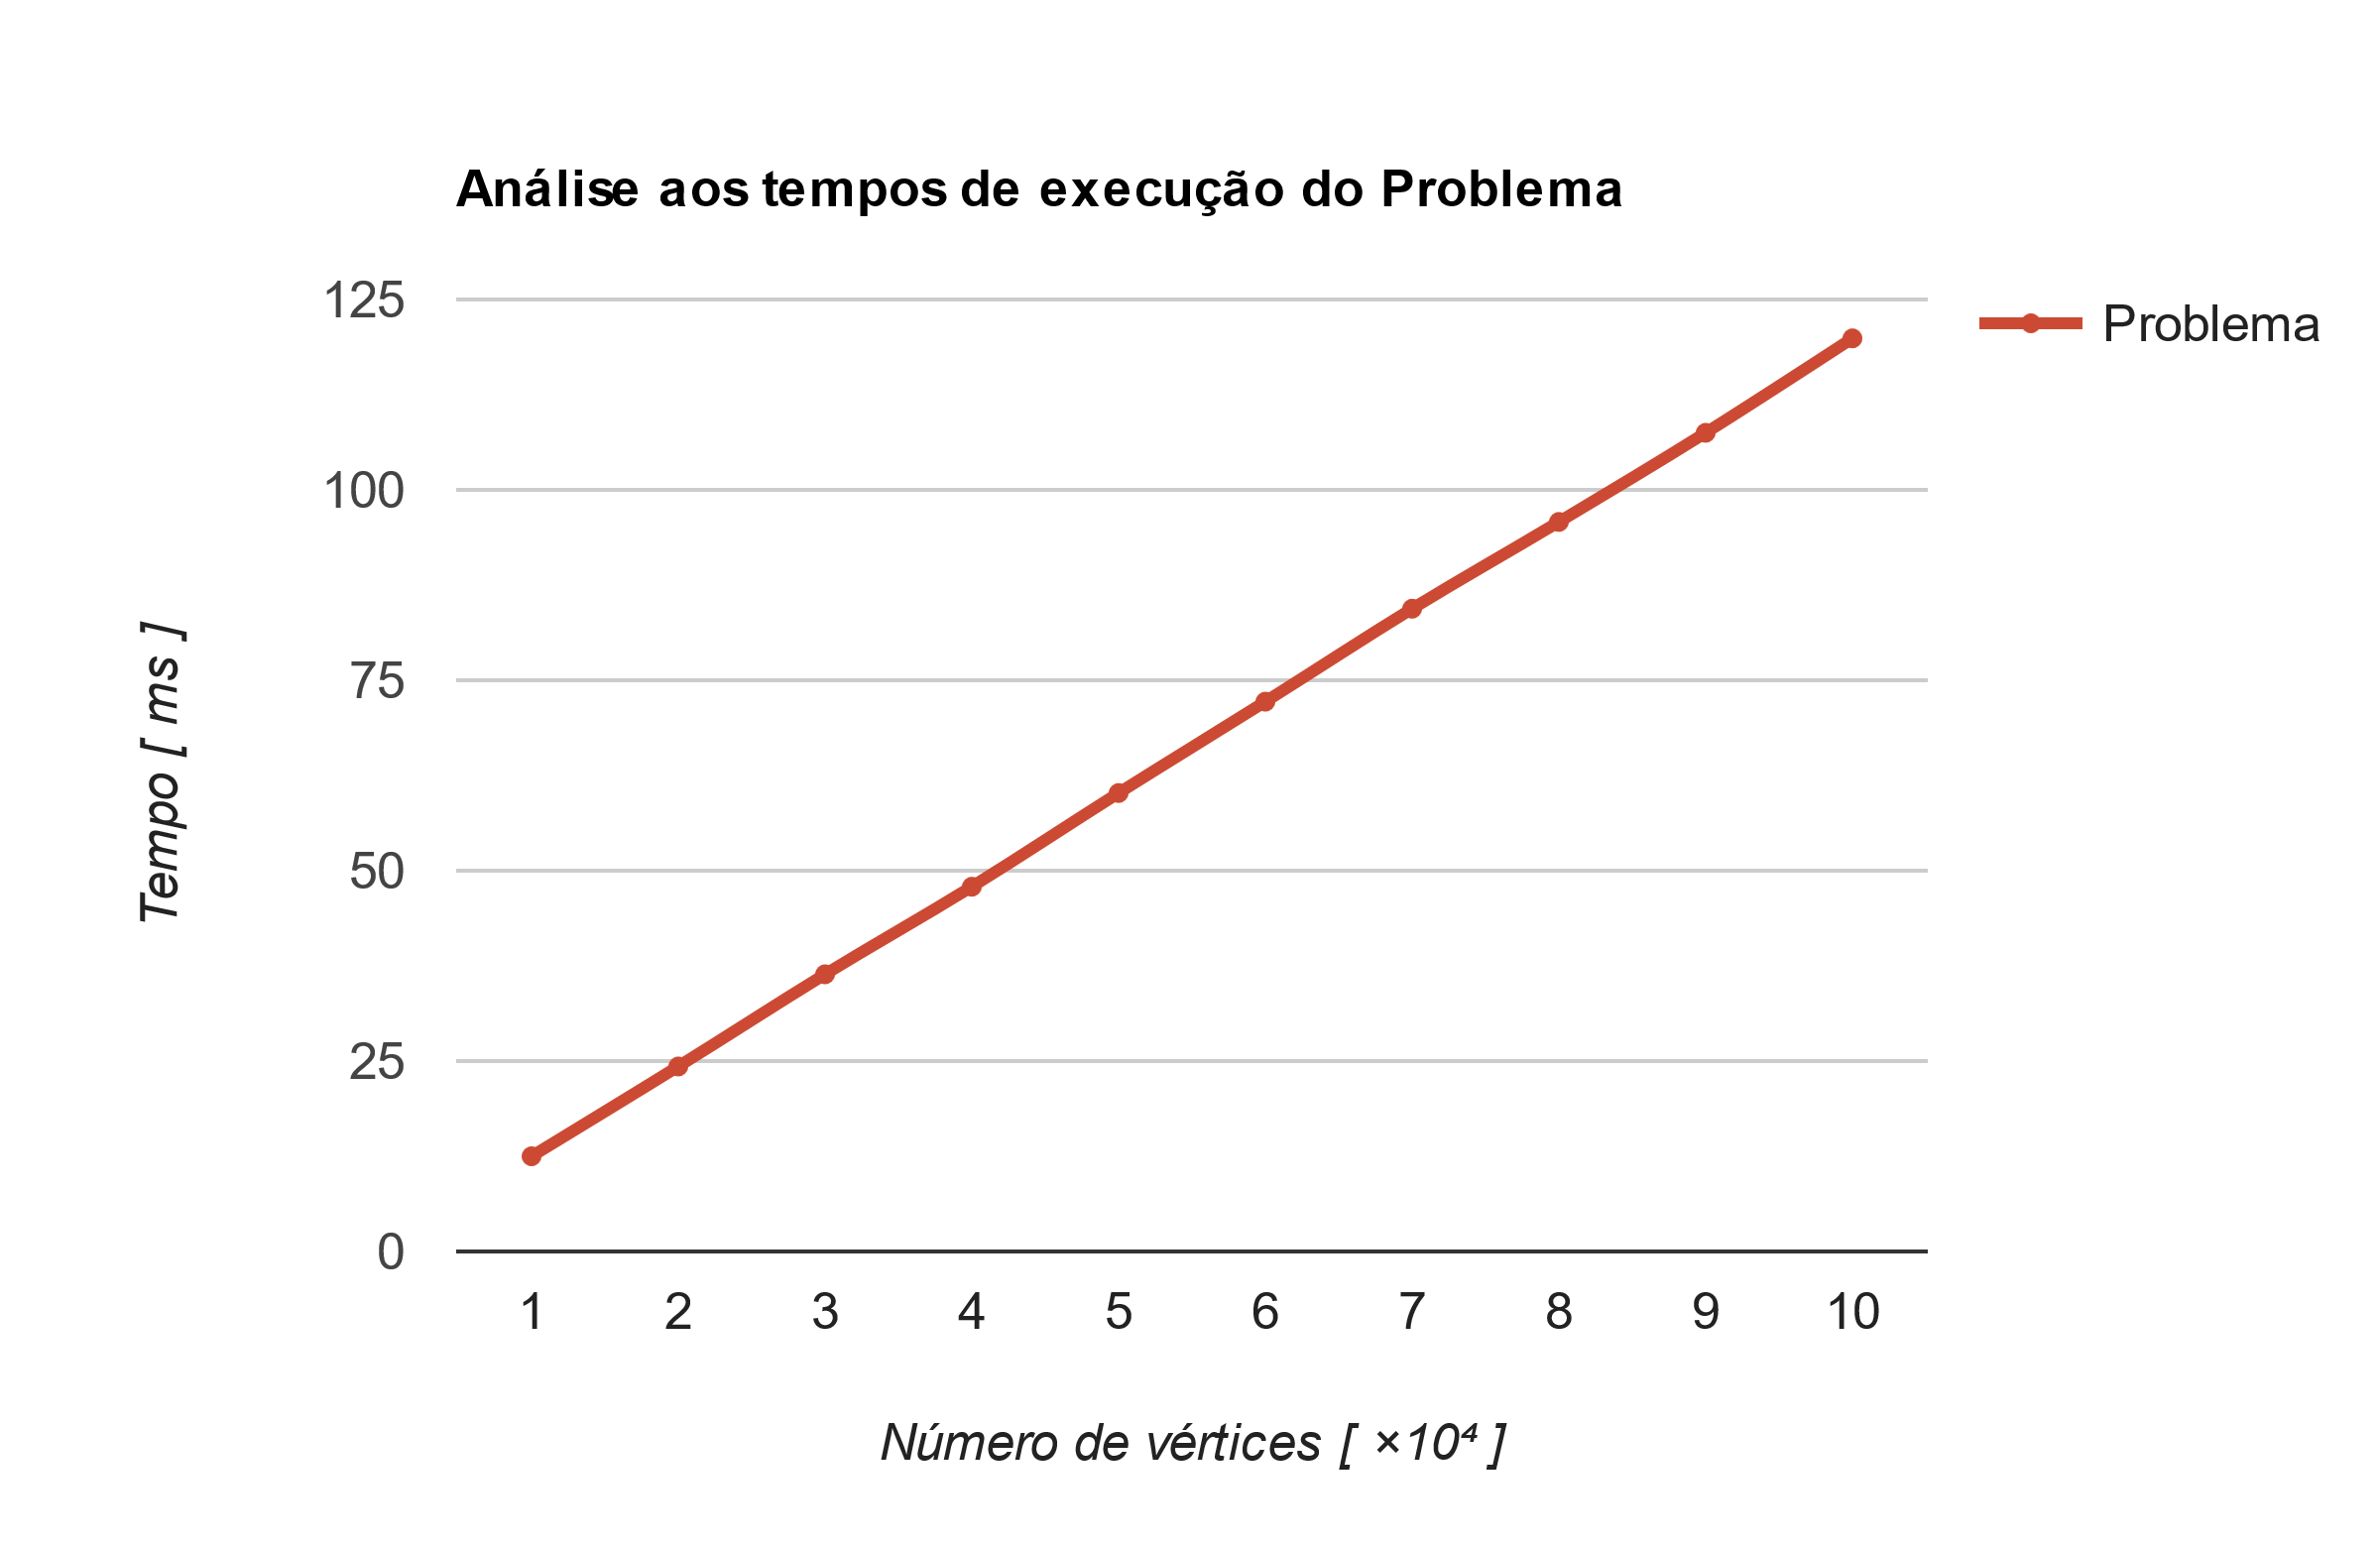 Análise aos tempos de execução do Problema
125
100
75
50
25
0
Tempo [ ms ]
Problema
1 2 3 4 5 6 7 8 9 10
Número de vértices [ ×10⁴ ]